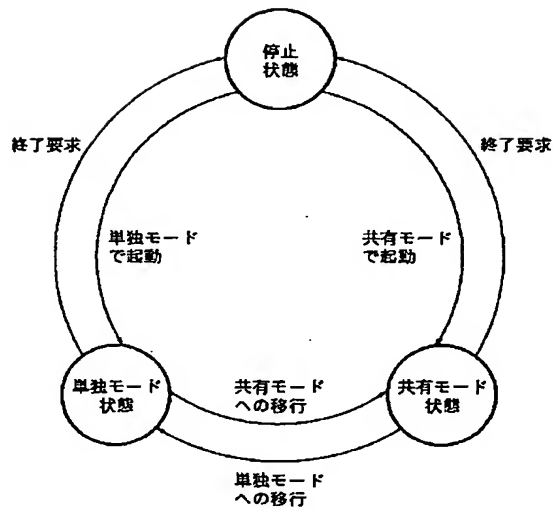 停止
状態
終了要求
終了要求
単独モード
で起動
共有モード
で起動
単独モード
状態
共有モード
への移行
共有モード
状態
単独モード
への移行